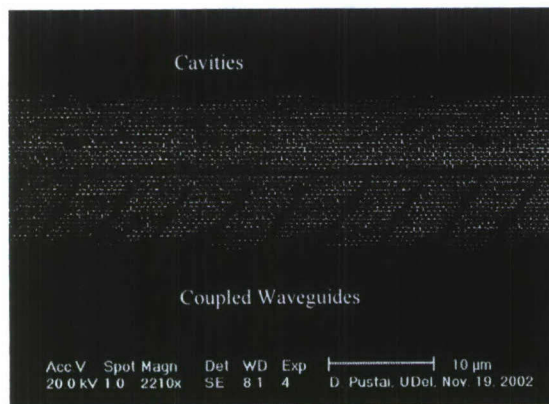 Cavities
Coupled Waveguides
Acc V Spot Magn Det WD Exp 10 µm
20.0 kV 1.0 2210x SE 8.1 4 D. Pustai, UDel, Nov. 19, 2002